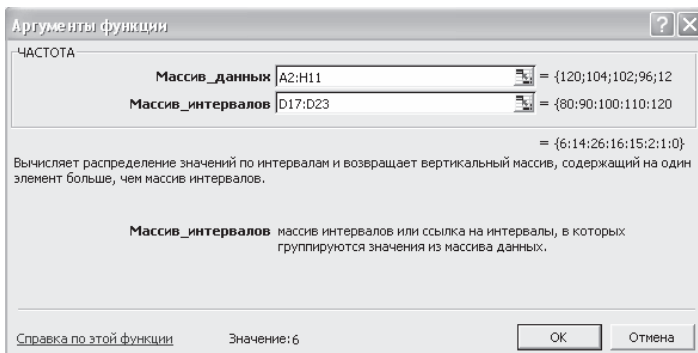 Аргументы функции
ЧАСТОТА
Массив_данных A2:H11 = {120;104;102;96;12
Массив_интервалов D17:D23 = {80:90:100:110:120
= {6:14:26:16:15:2:1:0}
Вычисляет распределение значений по интервалам и возвращает вертикальный массив, содержащий на один
элемент больше, чем массив интервалов.
Массив_интервалов массив интервалов или ссылка на интервалы, в которых
группируются значения из массива данных.
Справка по этой функции Значение:6 ОК Отмена